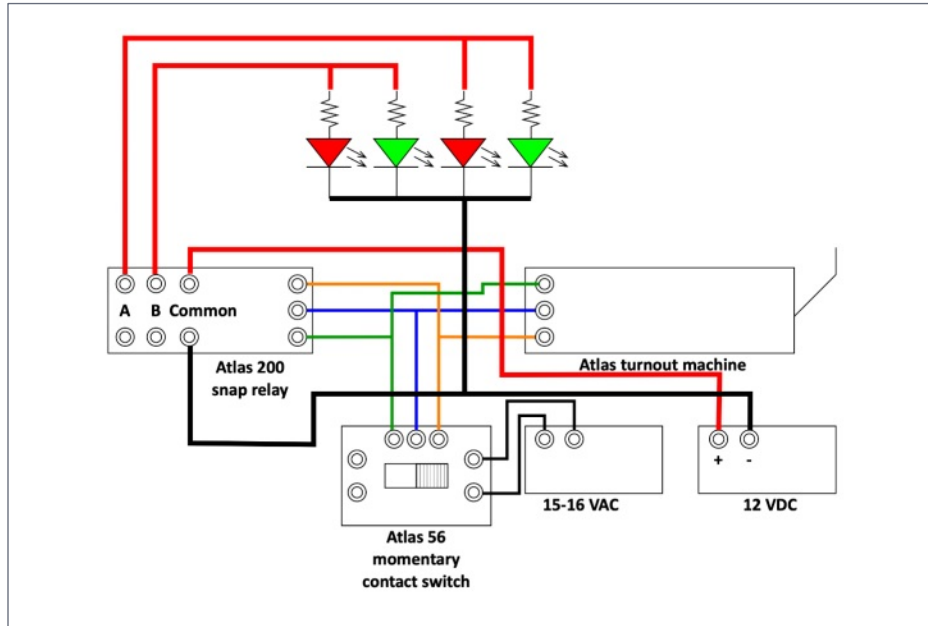 A B Common
Atlas 200
snap relay
Atlas turnout machine
+ -
15-16 VAC
12 VDC
Atlas 56
momentary
contact switch